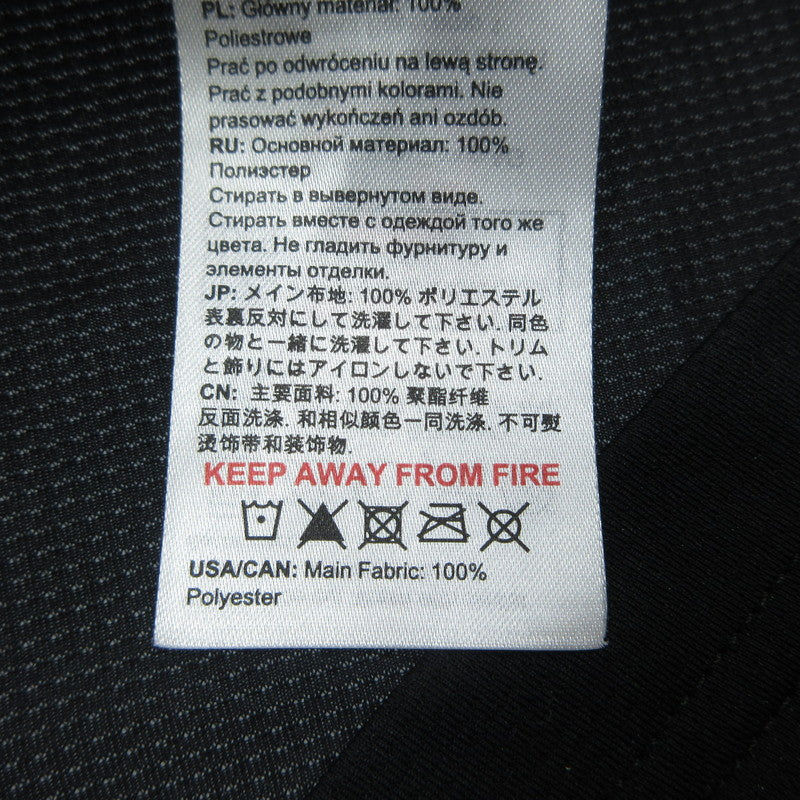 PL: Główny materiał: 100%
Poliestrowe
Prać po odwróceniu na lewą stronę.
Prać z podobnymi kolorami. Nie
prasować wykończeń ani ozdób.
RU: Основной материал: 100%
Полиэстер
Стирать в вывернутом виде.
Стирать вместе с одеждой того же
цвета. Не гладить фурнитуру и
элементы отделки.
JP: メイン布地: 100% ポリエステル
表裏反対にして洗濯して下さい. 同色
の物と一緒に洗濯して下さい. トリム
と飾りにはアイロンしないで下さい.
CN: 主要面料: 100% 聚酯纤维
反面洗涤. 和相似颜色一同洗涤. 不可熨
烫饰带和装饰物.
KEEP AWAY FROM FIRE
USA/CAN: Main Fabric: 100%
Polyester